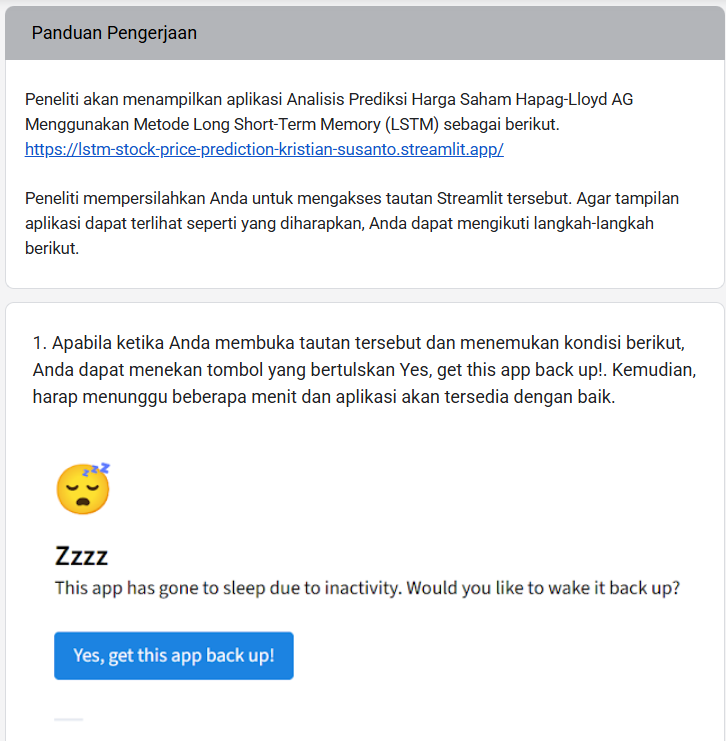 Panduan Pengerjaan
Peneliti akan menampilkan aplikasi Analisis Prediksi Harga Saham Hapag-Lloyd AG
Menggunakan Metode Long Short-Term Memory (LSTM) sebagai berikut.
https://lstm-stock-price-prediction-kristian-susanto.streamlit.app/
Peneliti mempersilahkan Anda untuk mengakses tautan Streamlit tersebut. Agar tampilan
aplikasi dapat terlihat seperti yang diharapkan, Anda dapat mengikuti langkah-langkah
berikut.
1. Apabila ketika Anda membuka tautan tersebut dan menemukan kondisi berikut,
Anda dapat menekan tombol yang bertulskan Yes, get this app back up!. Kemudian,
harap menunggu beberapa menit dan aplikasi akan tersedia dengan baik.
zzz
Zzzz
This app has gone to sleep due to inactivity. Would you like to wake it back up?
Yes, get this app back up!